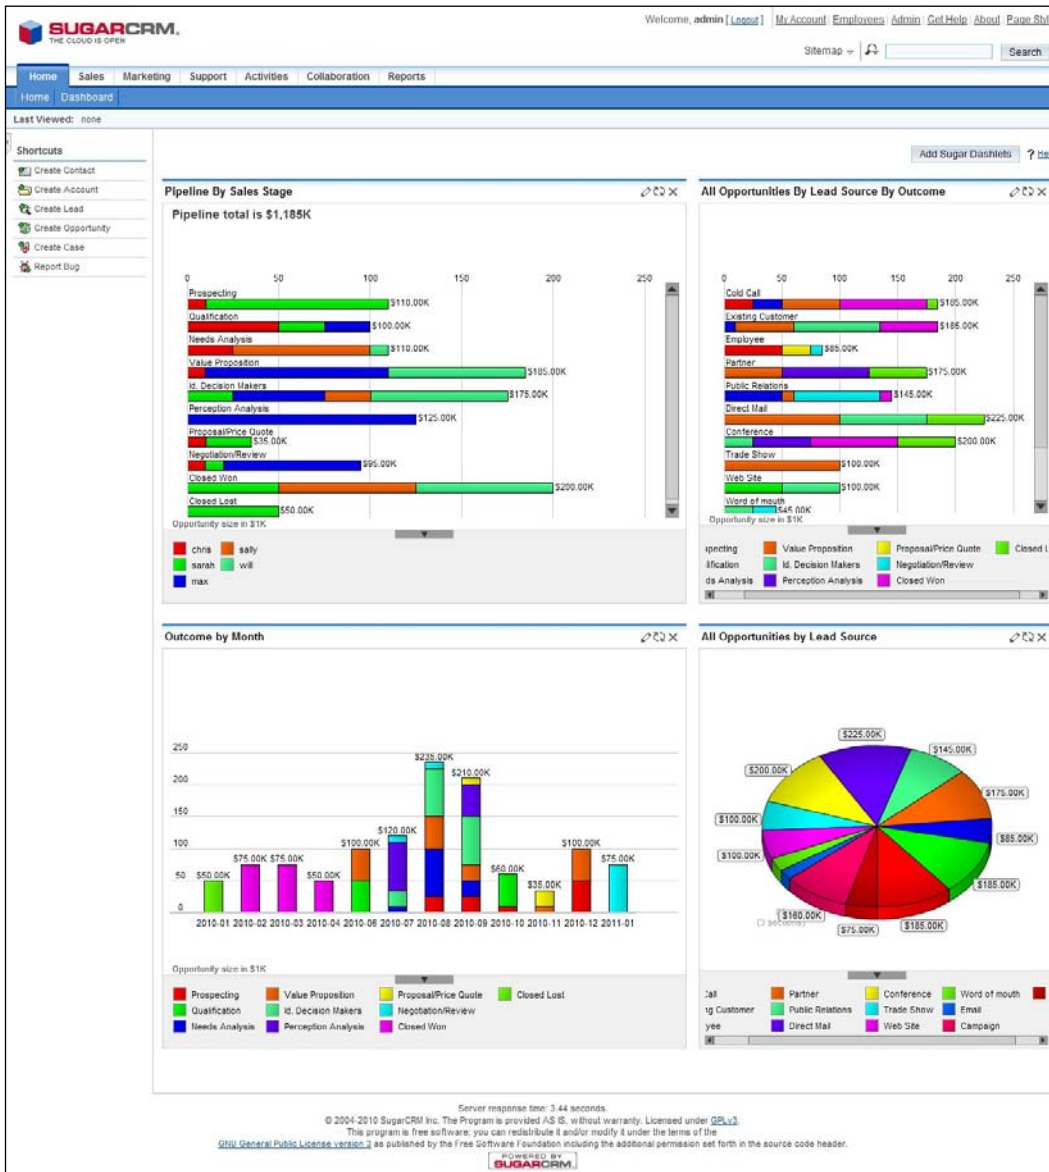 SUGARCRM.
THE CLOUD IS OPEN
Welcome, admin [ Logout ] My Account Employees Admin Get Help About Page Styl
Sitemap Search
Home Sales Marketing Support Activities Collaboration Reports
Home Dashboard
Last Viewed: none
Shortcuts
Create Contact
Create Account
Create Lead
Create Opportunity
Create Case
Report Bug
Add Sugar Dashlets ? He
Pipeline By Sales Stage
Pipeline total is $1,185K
0 50 100 150 200 250
Prospecting
$110.00K
Qualification
$100.00K
Needs Analysis
$110.00K
Value Proposition
$185.00K
Id. Decision Makers
$175.00K
Perception Analysis
$125.00K
Proposal/Price Quote
$35.00K
Negotiation/Review
$95.00K
Closed Won
$200.00K
Closed Lost
$50.00K
Opportunity size in $1K
chris sally
sarah will
max
All Opportunities By Lead Source By Outcome
0 50 100 150 200 250
Cold Call
$185.00K
Existing Customer
$185.00K
Employee
$85.00K
Partner
$175.00K
Public Relations
$145.00K
Direct Mail
$225.00K
Conference
$200.00K
Trade Show
$100.00K
Web Site
$100.00K
Word of mouth
$45.00K
Opportunity size in $1K
specting Value Proposition Proposal/Price Quote Closed L
lification Id. Decision Makers Negotiation/Review
ds Analysis Perception Analysis Closed Won
Outcome by Month
250
200
150
100
50
0
$50.00K $75.00K $75.00K $50.00K $100.00K $120.00K $235.00K $210.00K $60.00K $35.00K $100.00K $75.00K
2010-01 2010-02 2010-03 2010-04 2010-06 2010-07 2010-08 2010-09 2010-10 2010-11 2010-12 2011-01
Opportunity size in $1K
Prospecting Value Proposition Proposal/Price Quote Closed Lost
Qualification Id. Decision Makers Negotiation/Review
Needs Analysis Perception Analysis Closed Won
All Opportunities by Lead Source
$225.00K
$145.00K
$200.00K
$175.00K
$100.00K
$85.00K
$100.00K
$185.00K
$160.00K
$75.00K
$185.00K
Call Partner Conference Word of mouth
ng Customer Public Relations Trade Show Email
yee Direct Mail Web Site Campaign
Server response time: 3.44 seconds.
© 2004-2010 SugarCRM Inc. The Program is provided AS IS, without warranty. Licensed under GPLv3.
This program is free software; you can redistribute it and/or modify it under the terms of the
GNU General Public License version 3 as published by the Free Software Foundation including the additional permission set forth in the source code header.
POWERED BY
SUGARCRM